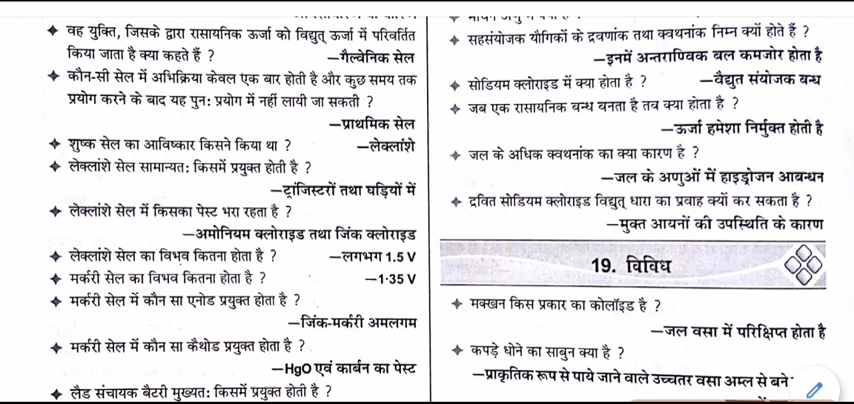 ✦ वह युक्ति, जिसके द्वारा रासायनिक ऊर्जा को विद्युत् ऊर्जा में परिवर्तित
किया जाता है क्या कहते हैं ? —गैल्वेनिक सेल
✦ कौन-सी सेल में अभिक्रिया केवल एक बार होती है और कुछ समय तक
प्रयोग करने के बाद यह पुनः प्रयोग में नहीं लायी जा सकती ?
—प्राथमिक सेल
✦ शुष्क सेल का आविष्कार किसने किया था ? —लेक्लांशे
✦ लेक्लांशे सेल सामान्यतः किसमें प्रयुक्त होती है ?
—ट्रांजिस्टरों तथा घड़ियों में
✦ लेक्लांशे सेल में किसका पेस्ट भरा रहता है ?
—अमोनियम क्लोराइड तथा जिंक क्लोराइड
✦ लेक्लांशे सेल का विभव कितना होता है ? —लगभग 1.5 V
✦ मर्करी सेल का विभव कितना होता है ? —1·35 V
✦ मर्करी सेल में कौन सा एनोड प्रयुक्त होता है ?
—जिंक-मर्करी अमलगम
✦ मर्करी सेल में कौन सा कैथोड प्रयुक्त होता है ?
—HgO एवं कार्बन का पेस्ट
✦ लैड संचायक बैटरी मुख्यतः किसमें प्रयुक्त होती है ?
✦ सहसंयोजक यौगिकों के द्रवणांक तथा क्वथनांक निम्न क्यों होते हैं ?
—इनमें अन्तराण्विक बल कमजोर होता है
✦ सोडियम क्लोराइड में क्या होता है ? —वैद्युत संयोजक बन्ध
✦ जब एक रासायनिक बन्ध बनता है तब क्या होता है ?
—ऊर्जा हमेशा निर्मुक्त होती है
✦ जल के अधिक क्वथनांक का क्या कारण है ?
—जल के अणुओं में हाइड्रोजन आबन्धन
✦ द्रवित सोडियम क्लोराइड विद्युत् धारा का प्रवाह क्यों कर सकता है ?
—मुक्त आयनों की उपस्थिति के कारण
19. विविध
✦ मक्खन किस प्रकार का कोलॉइड है ?
—जल वसा में परिक्षिप्त होता है
✦ कपड़े धोने का साबुन क्या है ?
—प्राकृतिक रूप से पाये जाने वाले उच्चतर वसा अम्ल से बने